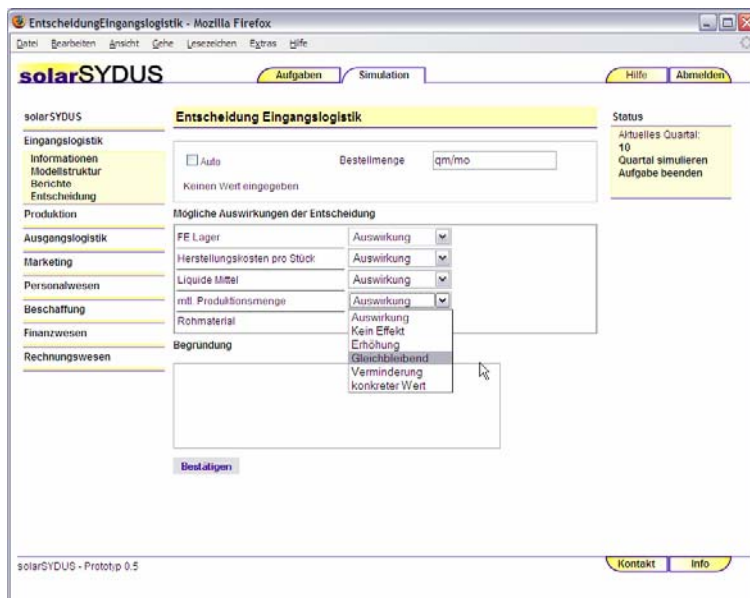 EntscheidungEingangslogistik - Mozilla Firefox
Datei Bearbeiten Ansicht Gehe Lesezeichen Extras Hilfe
solarSYDUS
Aufgaben
Simulation
Hilfe
Abmelden
solarSYDUS
Eingangslogistik
Informationen
Modellstruktur
Berichte
Entscheidung
Produktion
Ausgangslogistik
Marketing
Personalwesen
Beschaffung
Finanzwesen
Rechnungswesen
Entscheidung Eingangslogistik
Auto Bestellmenge qm/mo
Keinen Wert eingegeben
Mögliche Auswirkungen der Entscheidung
FE Lager Auswirkung
Herstellungskosten pro Stück Auswirkung
Liquide Mittel Auswirkung
mtl. Produktionsmenge Auswirkung
Rohmaterial
Auswirkung
Kein Effekt
Erhöhung
Gleichbleibend
Verminderung
konkreter Wert
Begründung
Bestätigen
Status
Aktuelles Quartal:
10
Quartal simulieren
Aufgabe beenden
solarSYDUS - Prototyp 0.5
Kontakt
Info